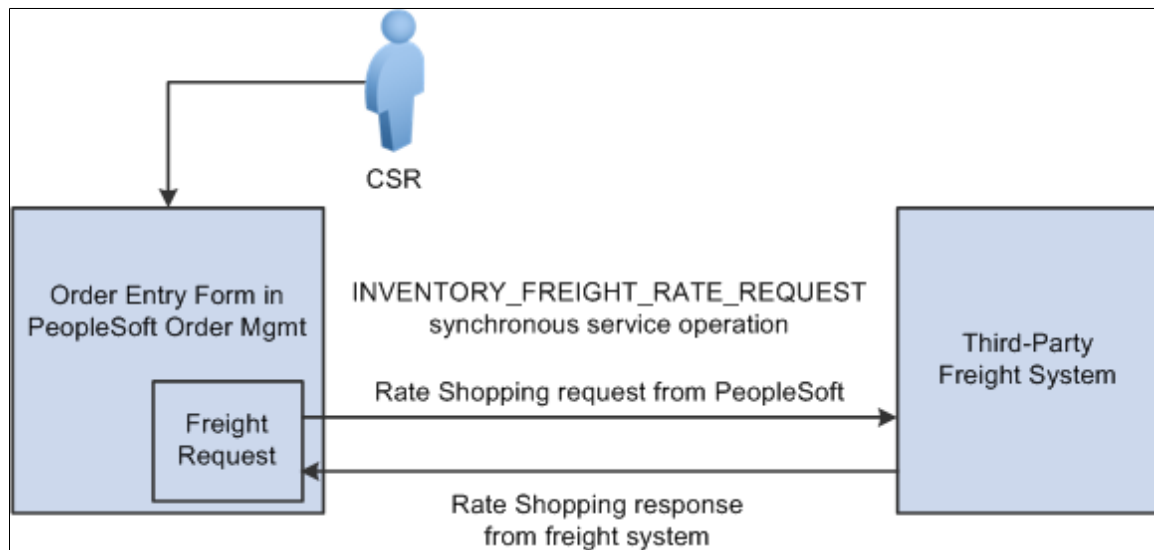 CSR
Order Entry Form in
PeopleSoft Order Mgmt
Freight
Request
INVENTORY_FREIGHT_RATE_REQUEST
synchronous service operation
Rate Shopping request from PeopleSoft
Rate Shopping response
from freight system
Third-Party
Freight System